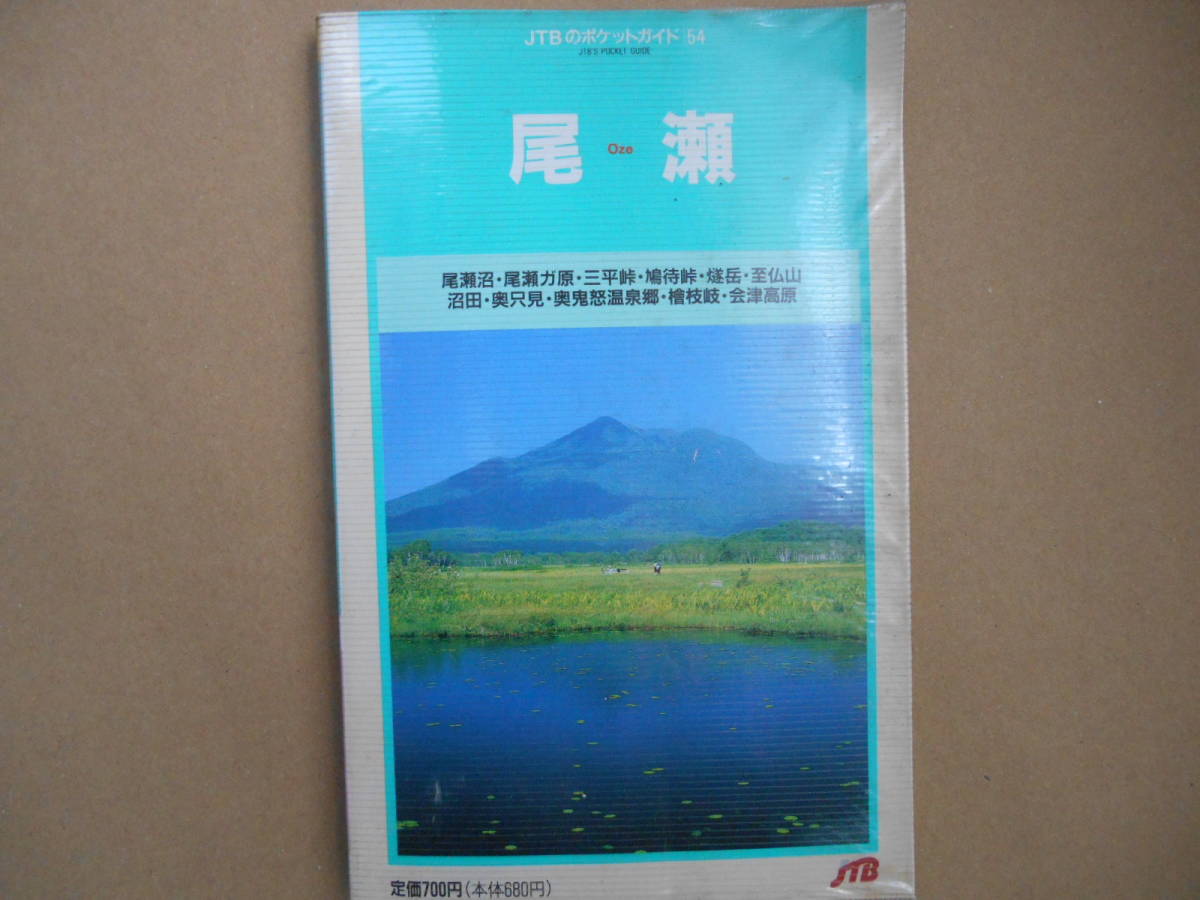 JTBのポケットガイド 54
JTB'S POCKET GUIDE
尾瀬
Oze
尾瀬沼・尾瀬ガ原・三平峠・鳩待峠・燧岳・至仏山
沼田・奥只見・奥鬼怒温泉郷・檜枝岐・会津高原
定価700円(本体680円)
JTB